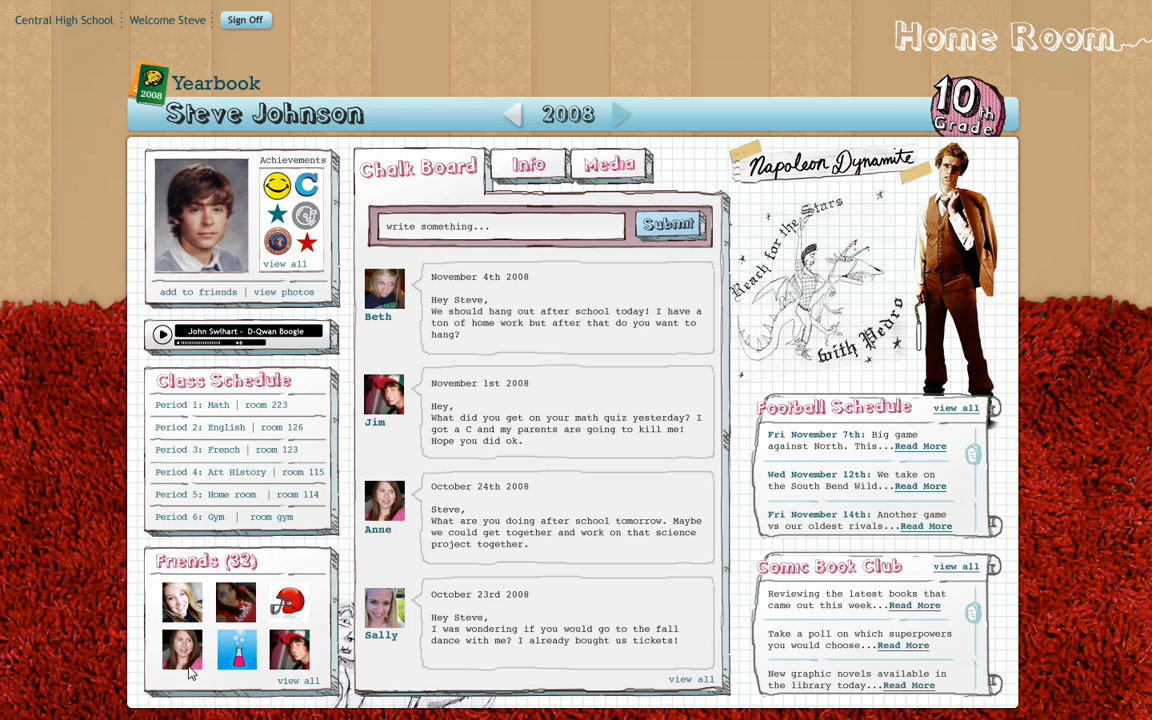 Central High School
Welcome Steve
Sign Off
Home Room
2008
Yearbook
Steve Johnson
2008
10th
Grade
Achievements
view all
add to friends | view photos
John Swihart - D-Qwan Boogie
Class Schedule
Period 1: Math | room 223
Period 2: English | room 126
Period 3: French | room 123
Period 4: Art History | room 115
Period 5: Home room | room 114
Period 6: Gym | room gym
Friends (32)
view all
Chalk Board
Info
Media
write something...
Submit
Beth
November 4th 2008
Hey Steve,
We should hang out after school today! I have a
ton of home work but after that do you want to
hang?
Jim
November 1st 2008
Hey,
What did you get on your math quiz yesterday? I
got a C and my parents are going to kill me!
Hope you did ok.
Anne
October 24th 2008
Steve,
What are you doing after school tomorrow. Maybe
we could get together and work on that science
project together.
Sally
October 23rd 2008
Hey Steve,
I was wondering if you would go to the fall
dance with me? I already bought us tickets!
view all
Napoleon Dynamite
Reach for the Stars
with Pedro
Football Schedule
view all
Fri November 7th: Big game
against North. This...Read More
Wed November 12th: We take on
the South Bend Wild...Read More
Fri November 14th: Another game
vs our oldest rivals...Read More
Comic Book Club
view all
Reviewing the latest books that
came out this week...Read More
Take a poll on which superpowers
you would choose...Read More
New graphic novels available in
the library today...Read More